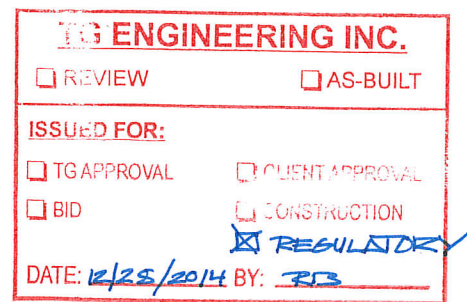 TG ENGINEERING INC.
☐ REVIEW ☐ AS-BUILT
ISSUED FOR:
☐ TG APPROVAL ☐ CLIENT APPROVAL
☐ BID ☐ CONSTRUCTION
☒ REGULATORY
DATE: 12/28/2014 BY: RB